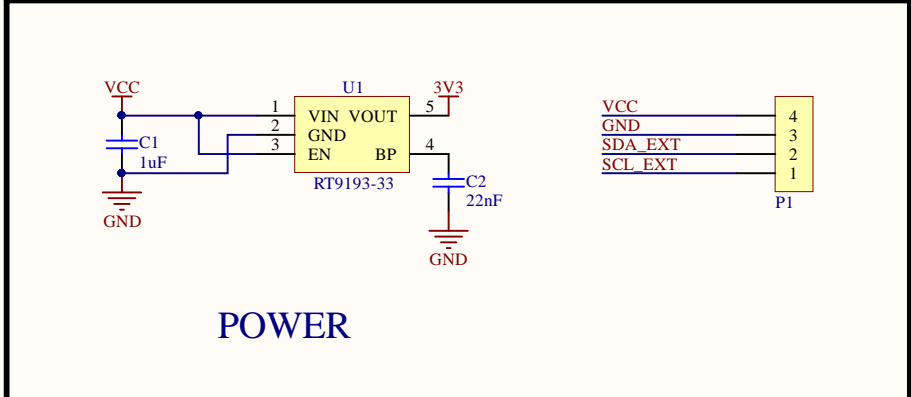 VCC
U1
3V3
1
VIN
VOUT
5
2
GND
3
EN
BP
4
C1
1uF
RT9193-33
C2
22nF
GND
GND
VCC
4
GND
3
SDA_EXT
2
SCL_EXT
1
P1
POWER